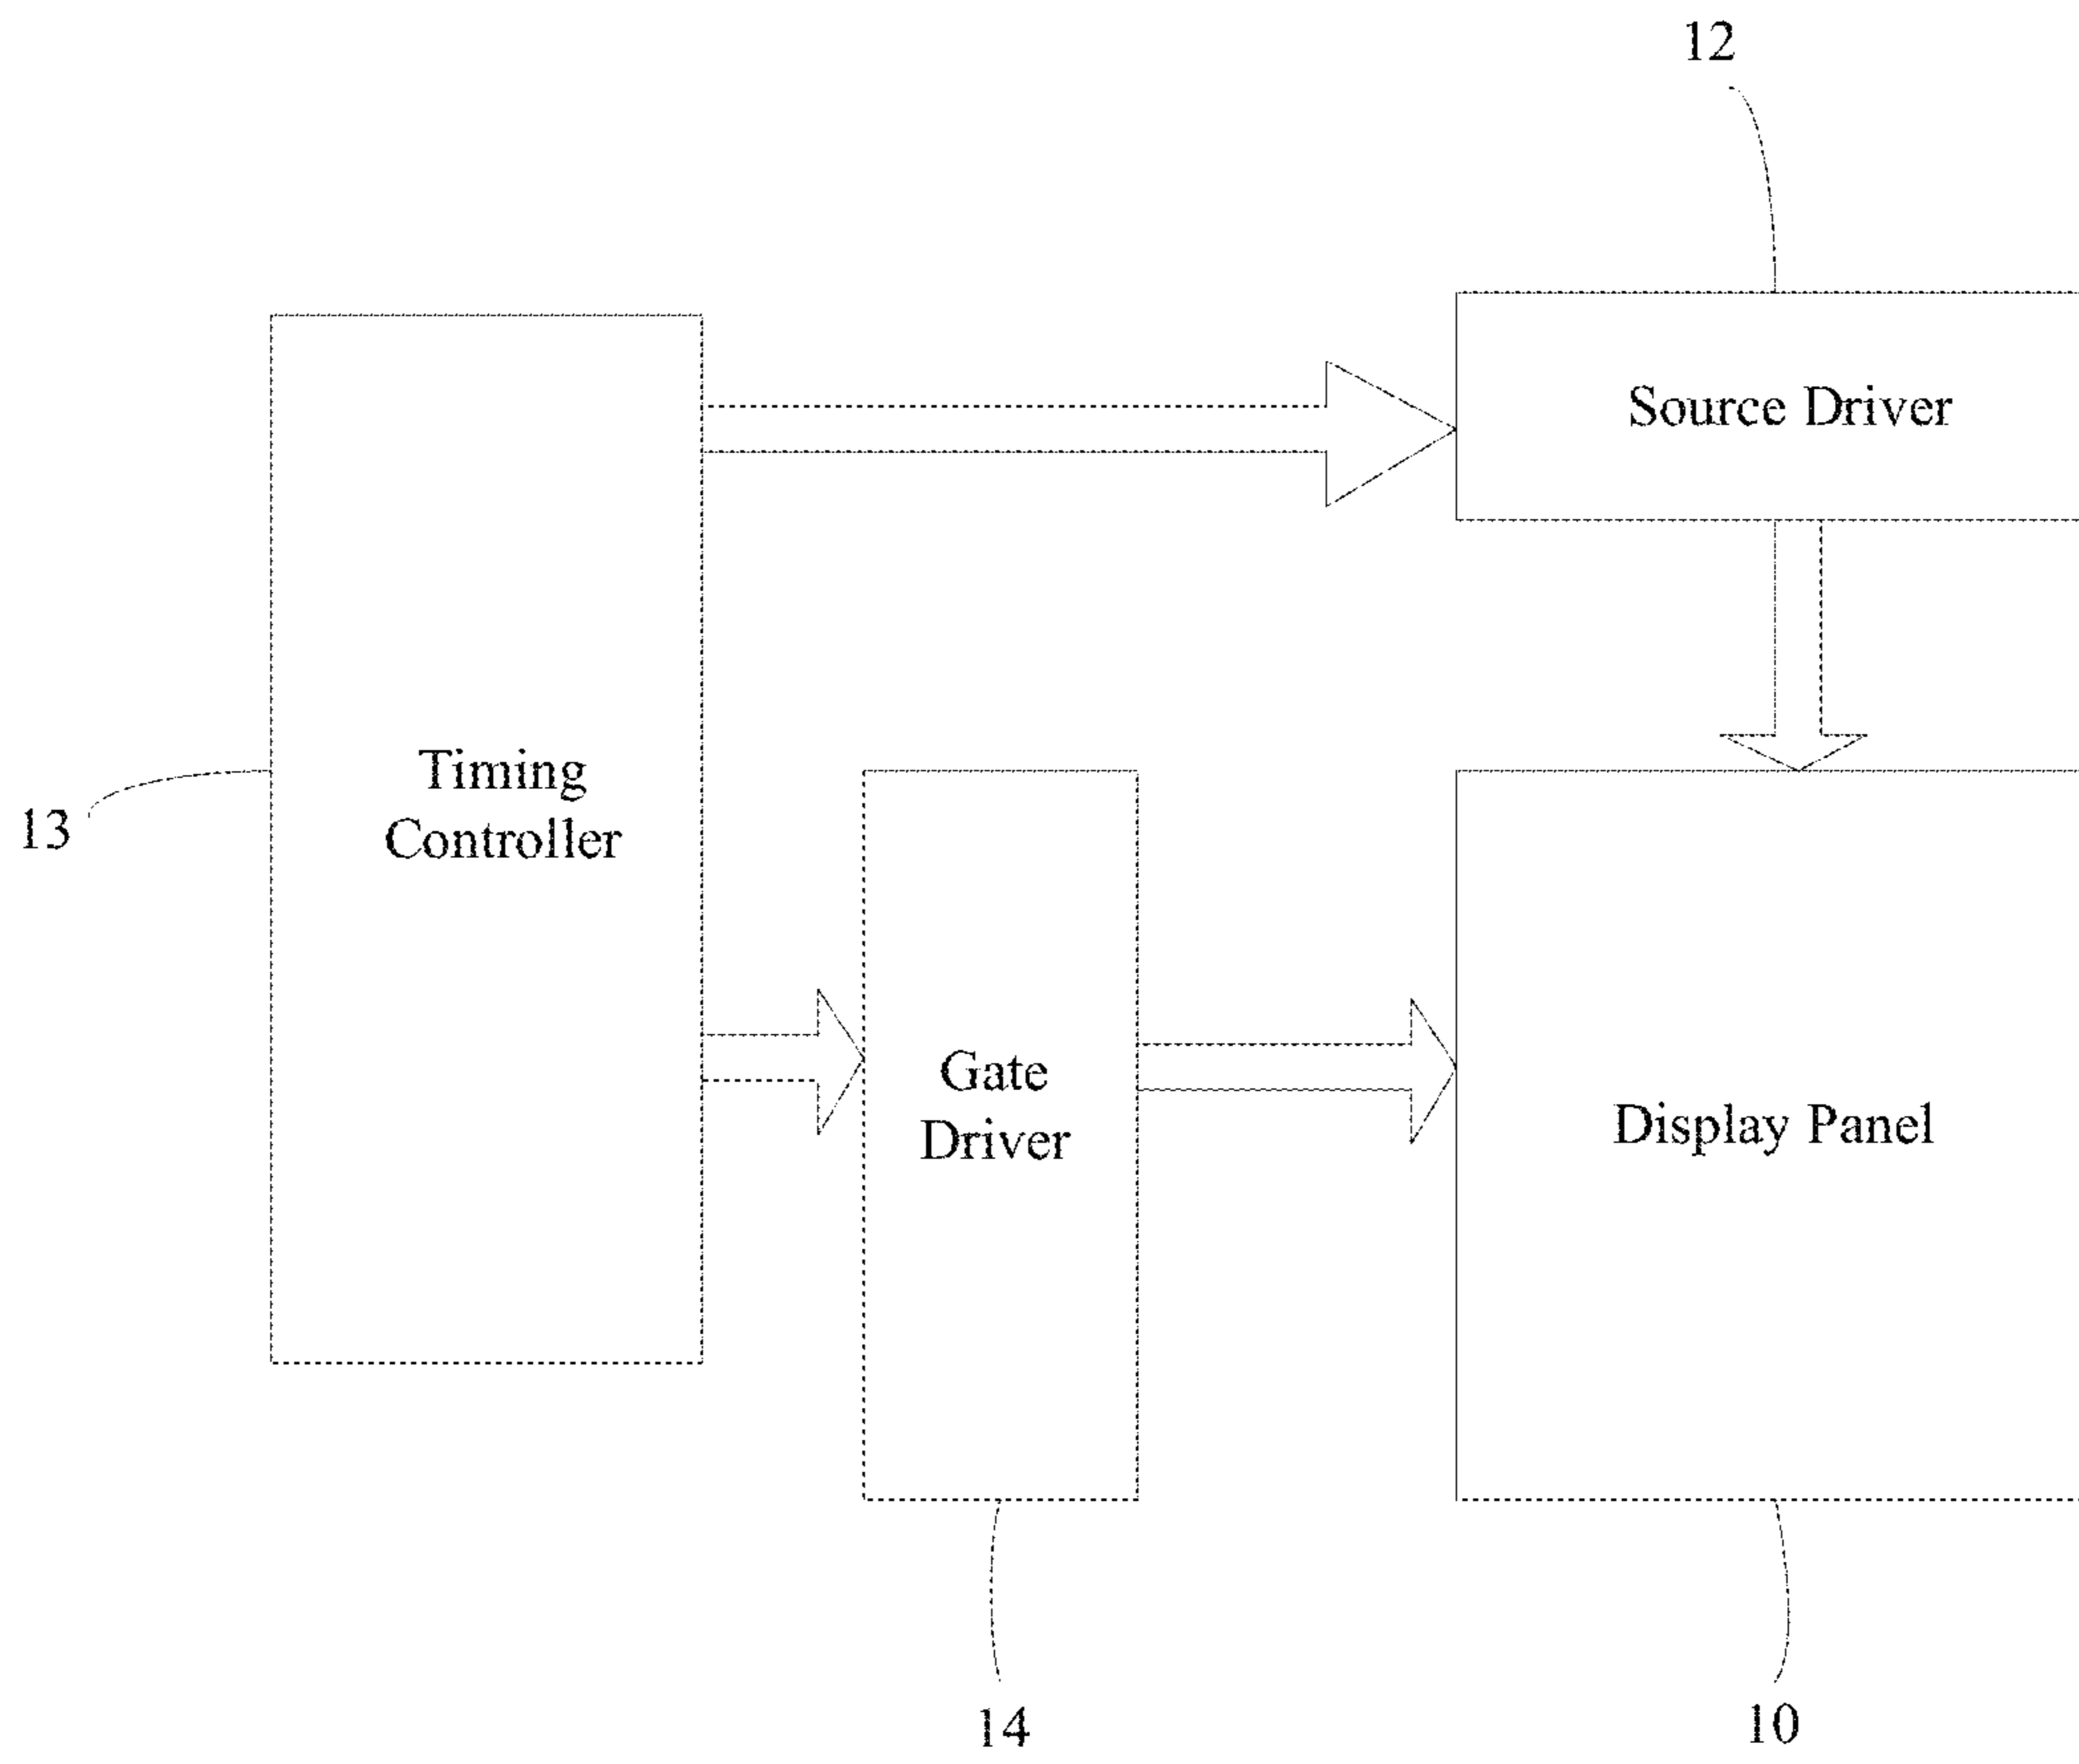 12
Source Driver
Timing
Controller
13
Gate
Driver
Display Panel
14
10